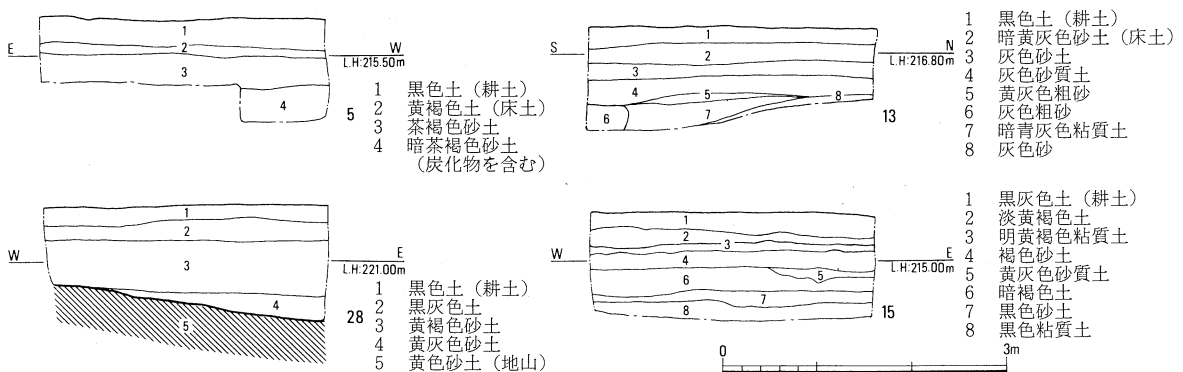 E
W
L.H:215.50m
1
2
3
4
5
1 黒色土（耕土）
2 黄褐色土（床土）
3 茶褐色砂土
4 暗茶褐色砂土
（炭化物を含む）
S
N
L.H:216.80m
1
2
3
4
5
6
7
8
13
1 黒色土（耕土）
2 暗黄灰色砂土（床土）
3 灰色砂土
4 灰色砂質土
5 黄灰色粗砂
6 灰色粗砂
7 暗青灰色粘質土
8 灰色砂
W
E
L.H:221.00m
1
2
3
4
5
28
1 黒色土（耕土）
2 黒灰色土
3 黄褐色砂土
4 黄灰色砂土
5 黄色砂土（地山）
W
E
L.H:215.00m
1
2
3
4
5
6
7
8
15
1 黒灰色土（耕土）
2 淡黄褐色土
3 明黄褐色粘質土
4 褐色砂土
5 黄灰色砂質土
6 暗褐色土
7 黒色砂土
8 黒色粘質土
0 3m